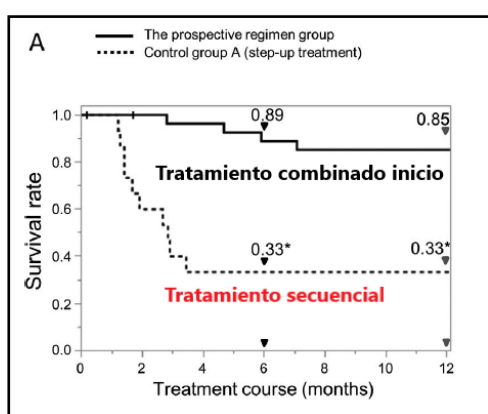 A
The prospective regimen group
Control group A (step-up treatment)
1.0
0.8
0.6
0.4
0.2
0.0
Survival rate
0.89
0.85
Tratamiento combinado inicio
0.33*
0.33*
Tratamiento secuencial
0 2 4 6 8 10 12
Treatment course (months)